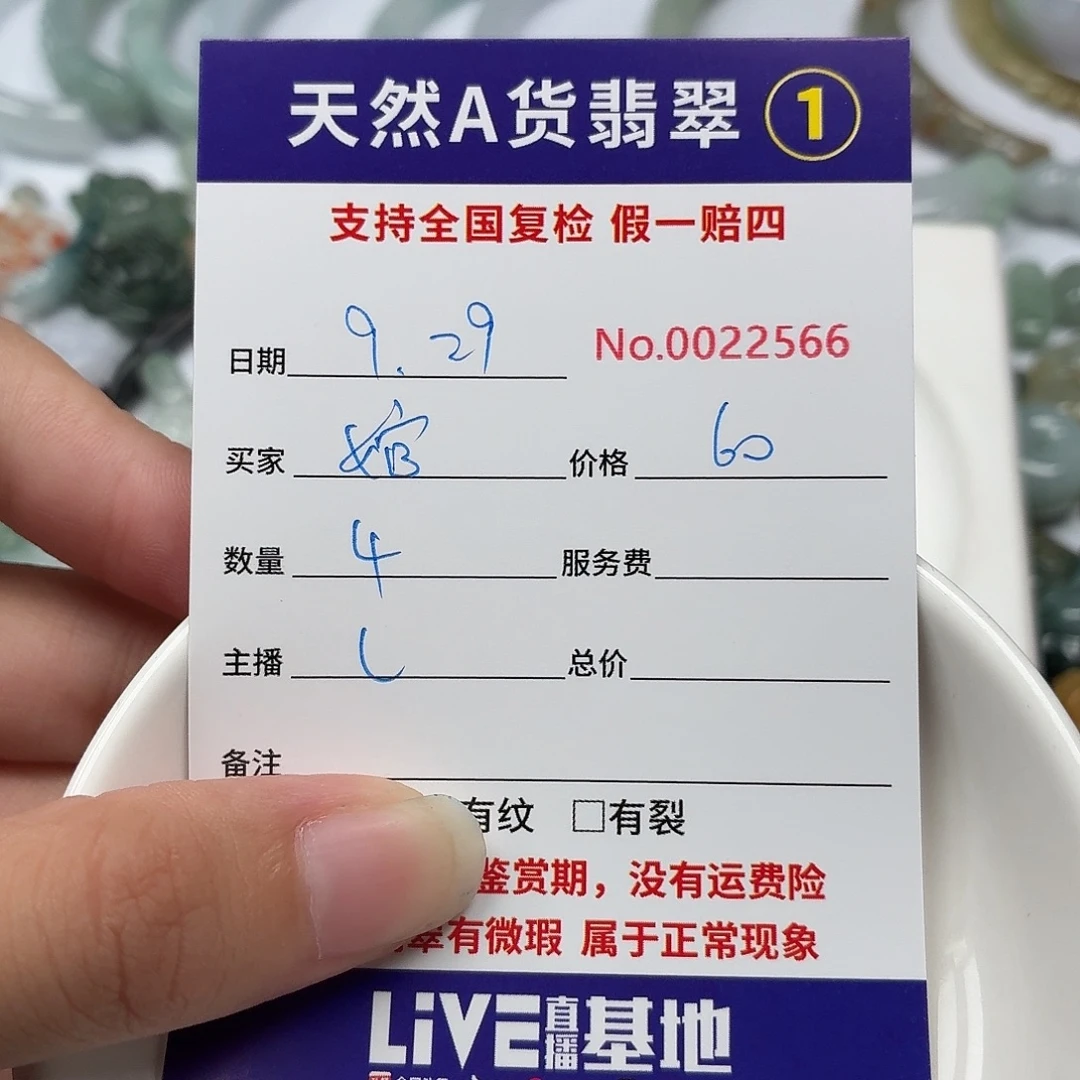 天然A货翡翠 1
支持全国复检 假一赔四
日期 9.29 No.0022566
买家 婠 价格 60
数量 4 服务费
主播 L 总价
备注
有纹 □有裂
鉴赏期，没有运费险
翠有微瑕 属于正常现象
LiVE直播基地